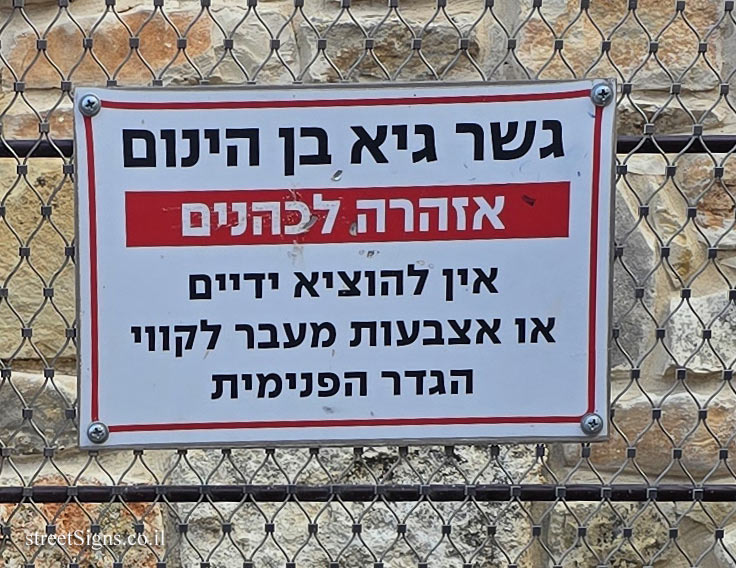 גשר גיא בן הינום
אזהרה לכהנים
אין להוציא ידיים
או אצבעות מעבר לקווי
הגדר הפנימית
streetSigns.co.il